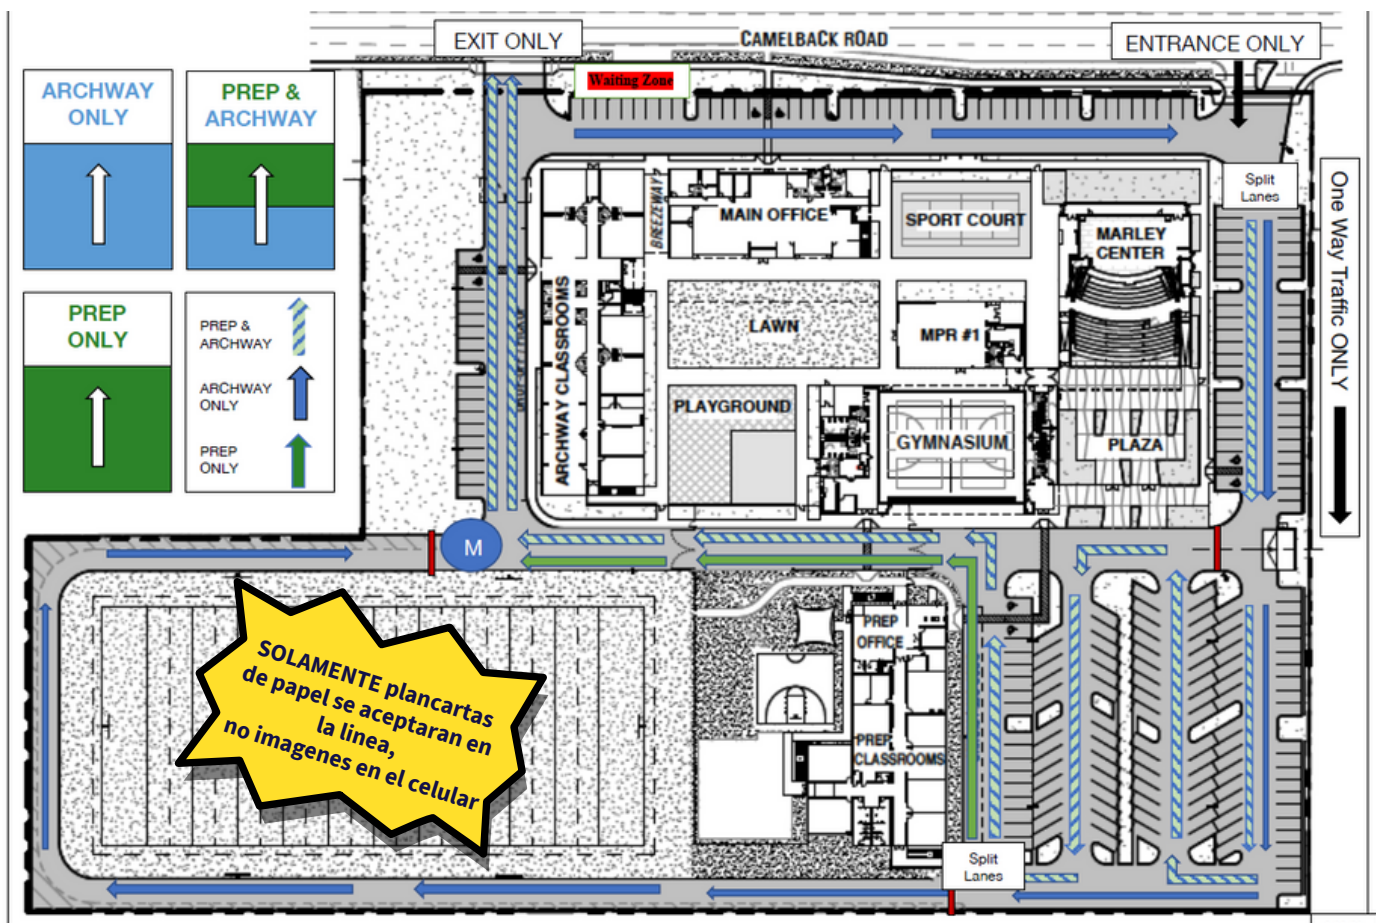 EXIT ONLY
CAMELBACK ROAD
ENTRANCE ONLY
Waiting Zone
ARCHWAY
ONLY
PREP &
ARCHWAY
PREP
ONLY
PREP &
ARCHWAY
ARCHWAY
ONLY
PREP
ONLY
Split
Lanes
One Way Traffic ONLY
BREEZEWAY
MAIN OFFICE
SPORT COURT
MARLEY
CENTER
ARCHWAY CLASSROOMS
LAWN
MPR #1
PLAYGROUND
GYMNASIUM
PLAZA
M
SOLAMENTE plancartas
de papel se aceptaran en
la linea,
no imagenes en el celular
PREP
OFFICE
PREP
CLASSROOMS
Split
Lanes